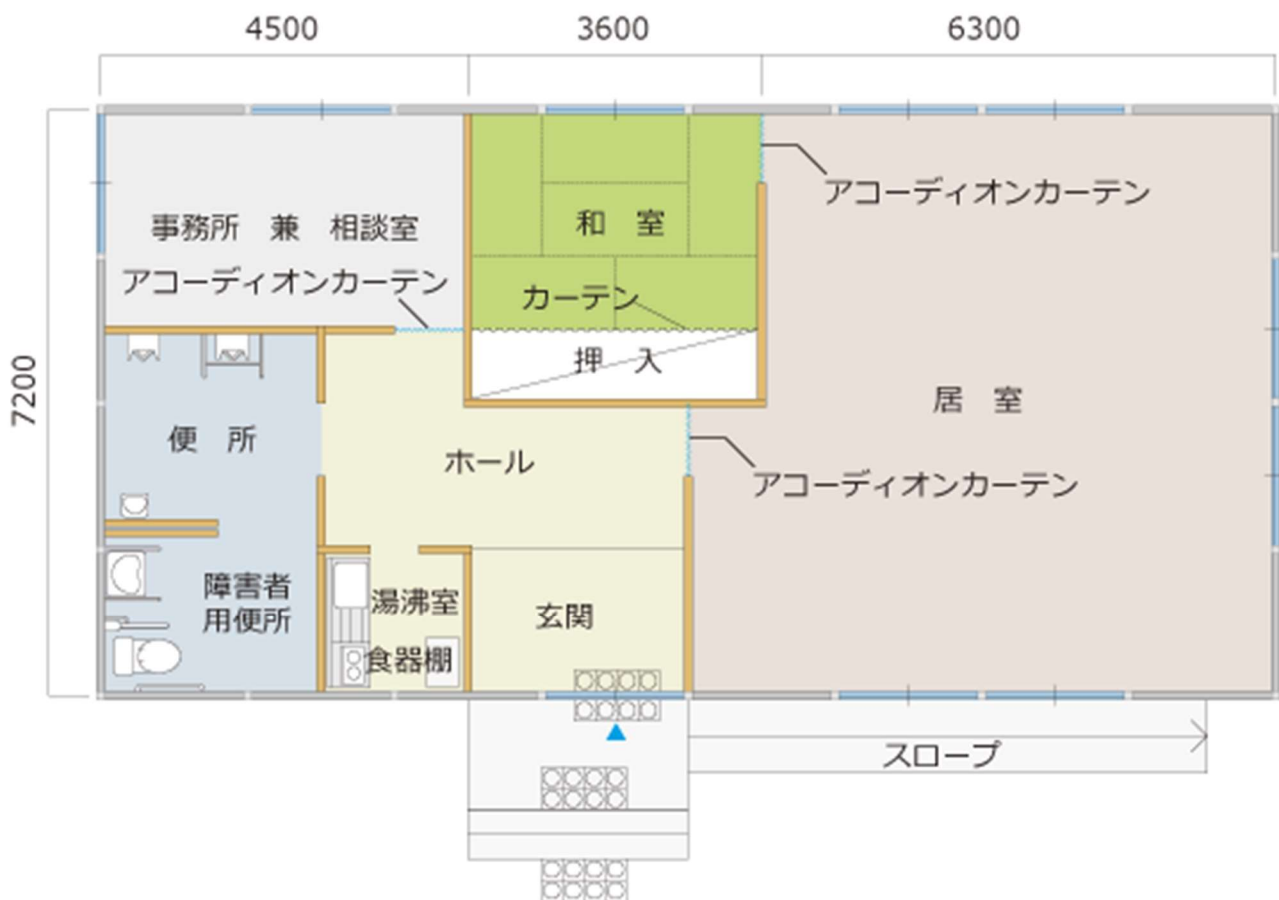 4500
3600
6300
7200
アコーディオンカーテン
事務所 兼 相談室
和 室
アコーディオンカーテン
カーテン
押 入
居 室
便 所
ホール
アコーディオンカーテン
障害者
用便所
湯沸室
食器棚
玄関
スロープ